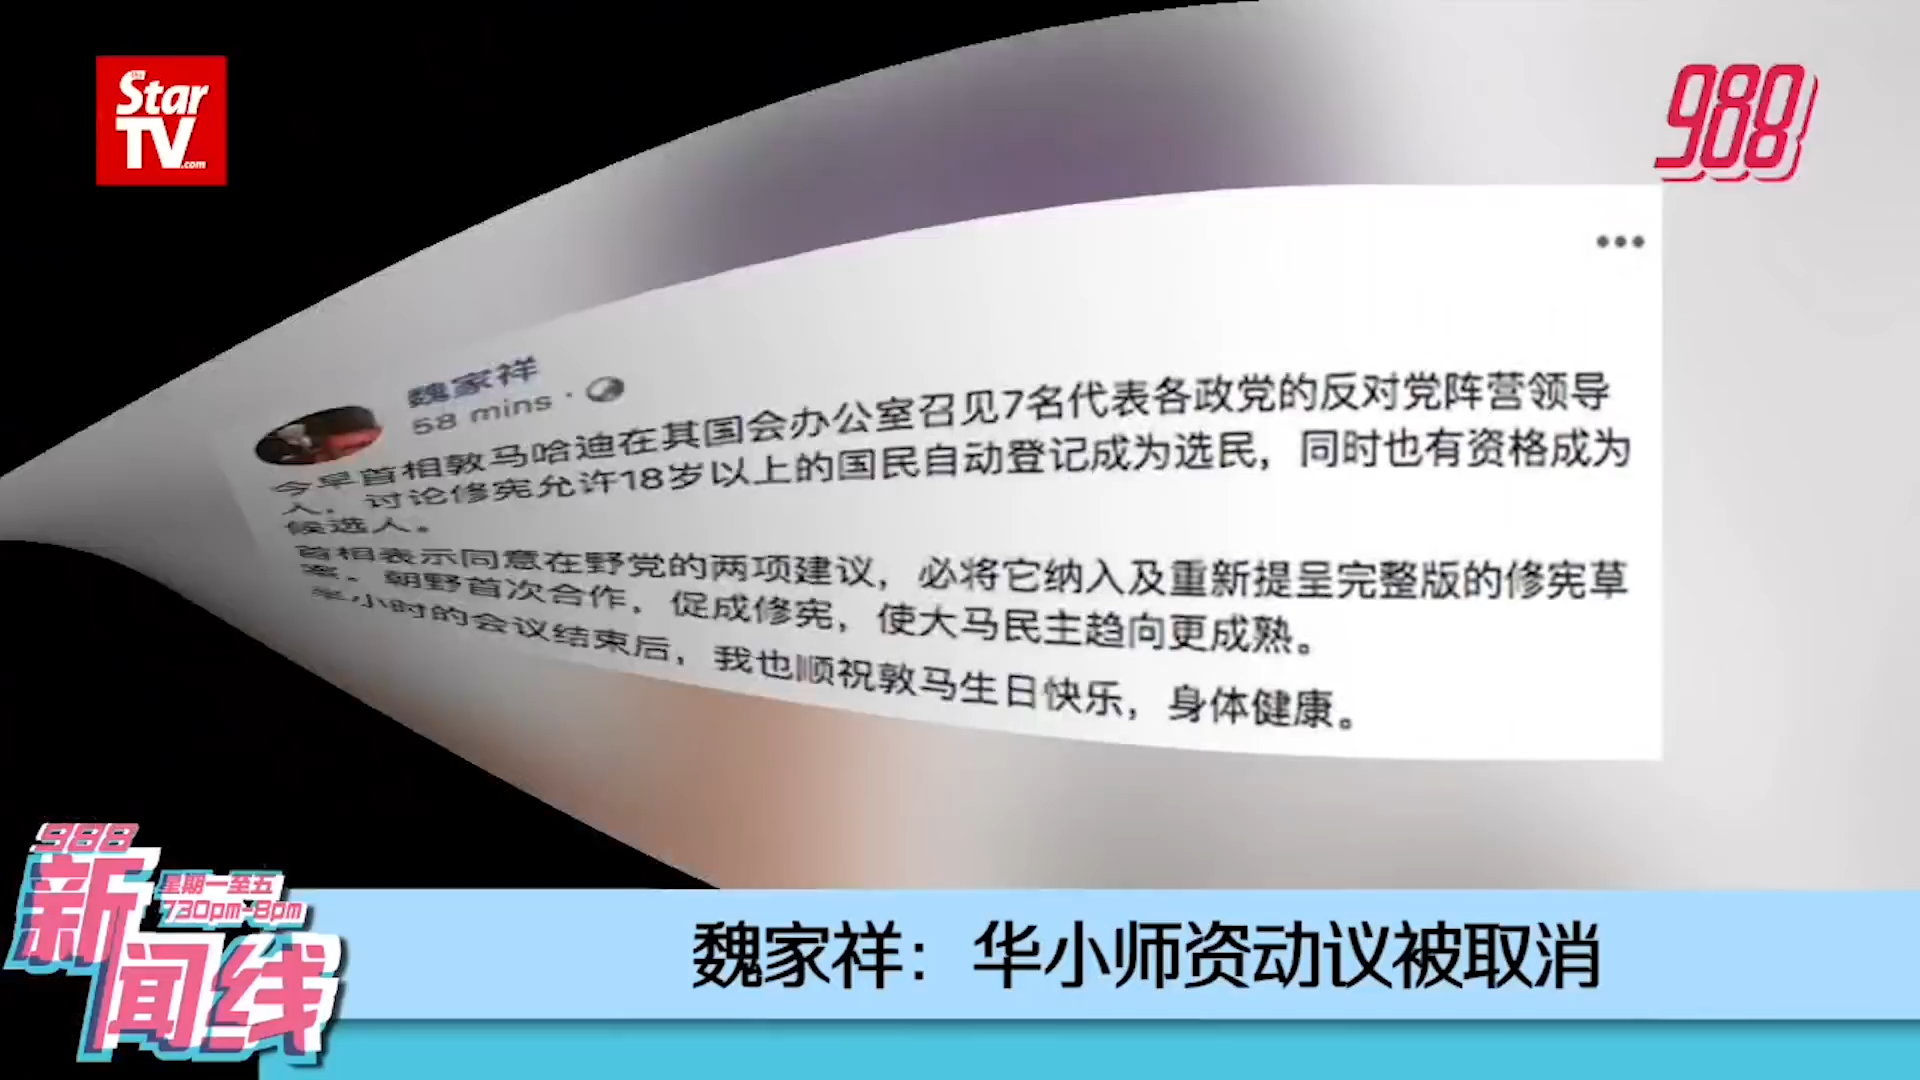 the
Star
TV
.com
988
魏家祥
58 mins ·
今早首相敦马哈迪在其国会办公室召见7名代表各政党的反对党阵营领导
人，讨论修宪允许18岁以上的国民自动登记成为选民，同时也有资格成为
候选人。
首相表示同意在野党的两项建议，必将它纳入及重新提呈完整版的修宪草
案。朝野首次合作，促成修宪，使大马民主趋向更成熟。
半小时的会议结束后，我也顺祝敦马生日快乐，身体健康。
988
新闻线
星期一至五
730pm-8pm
魏家祥：华小师资动议被取消